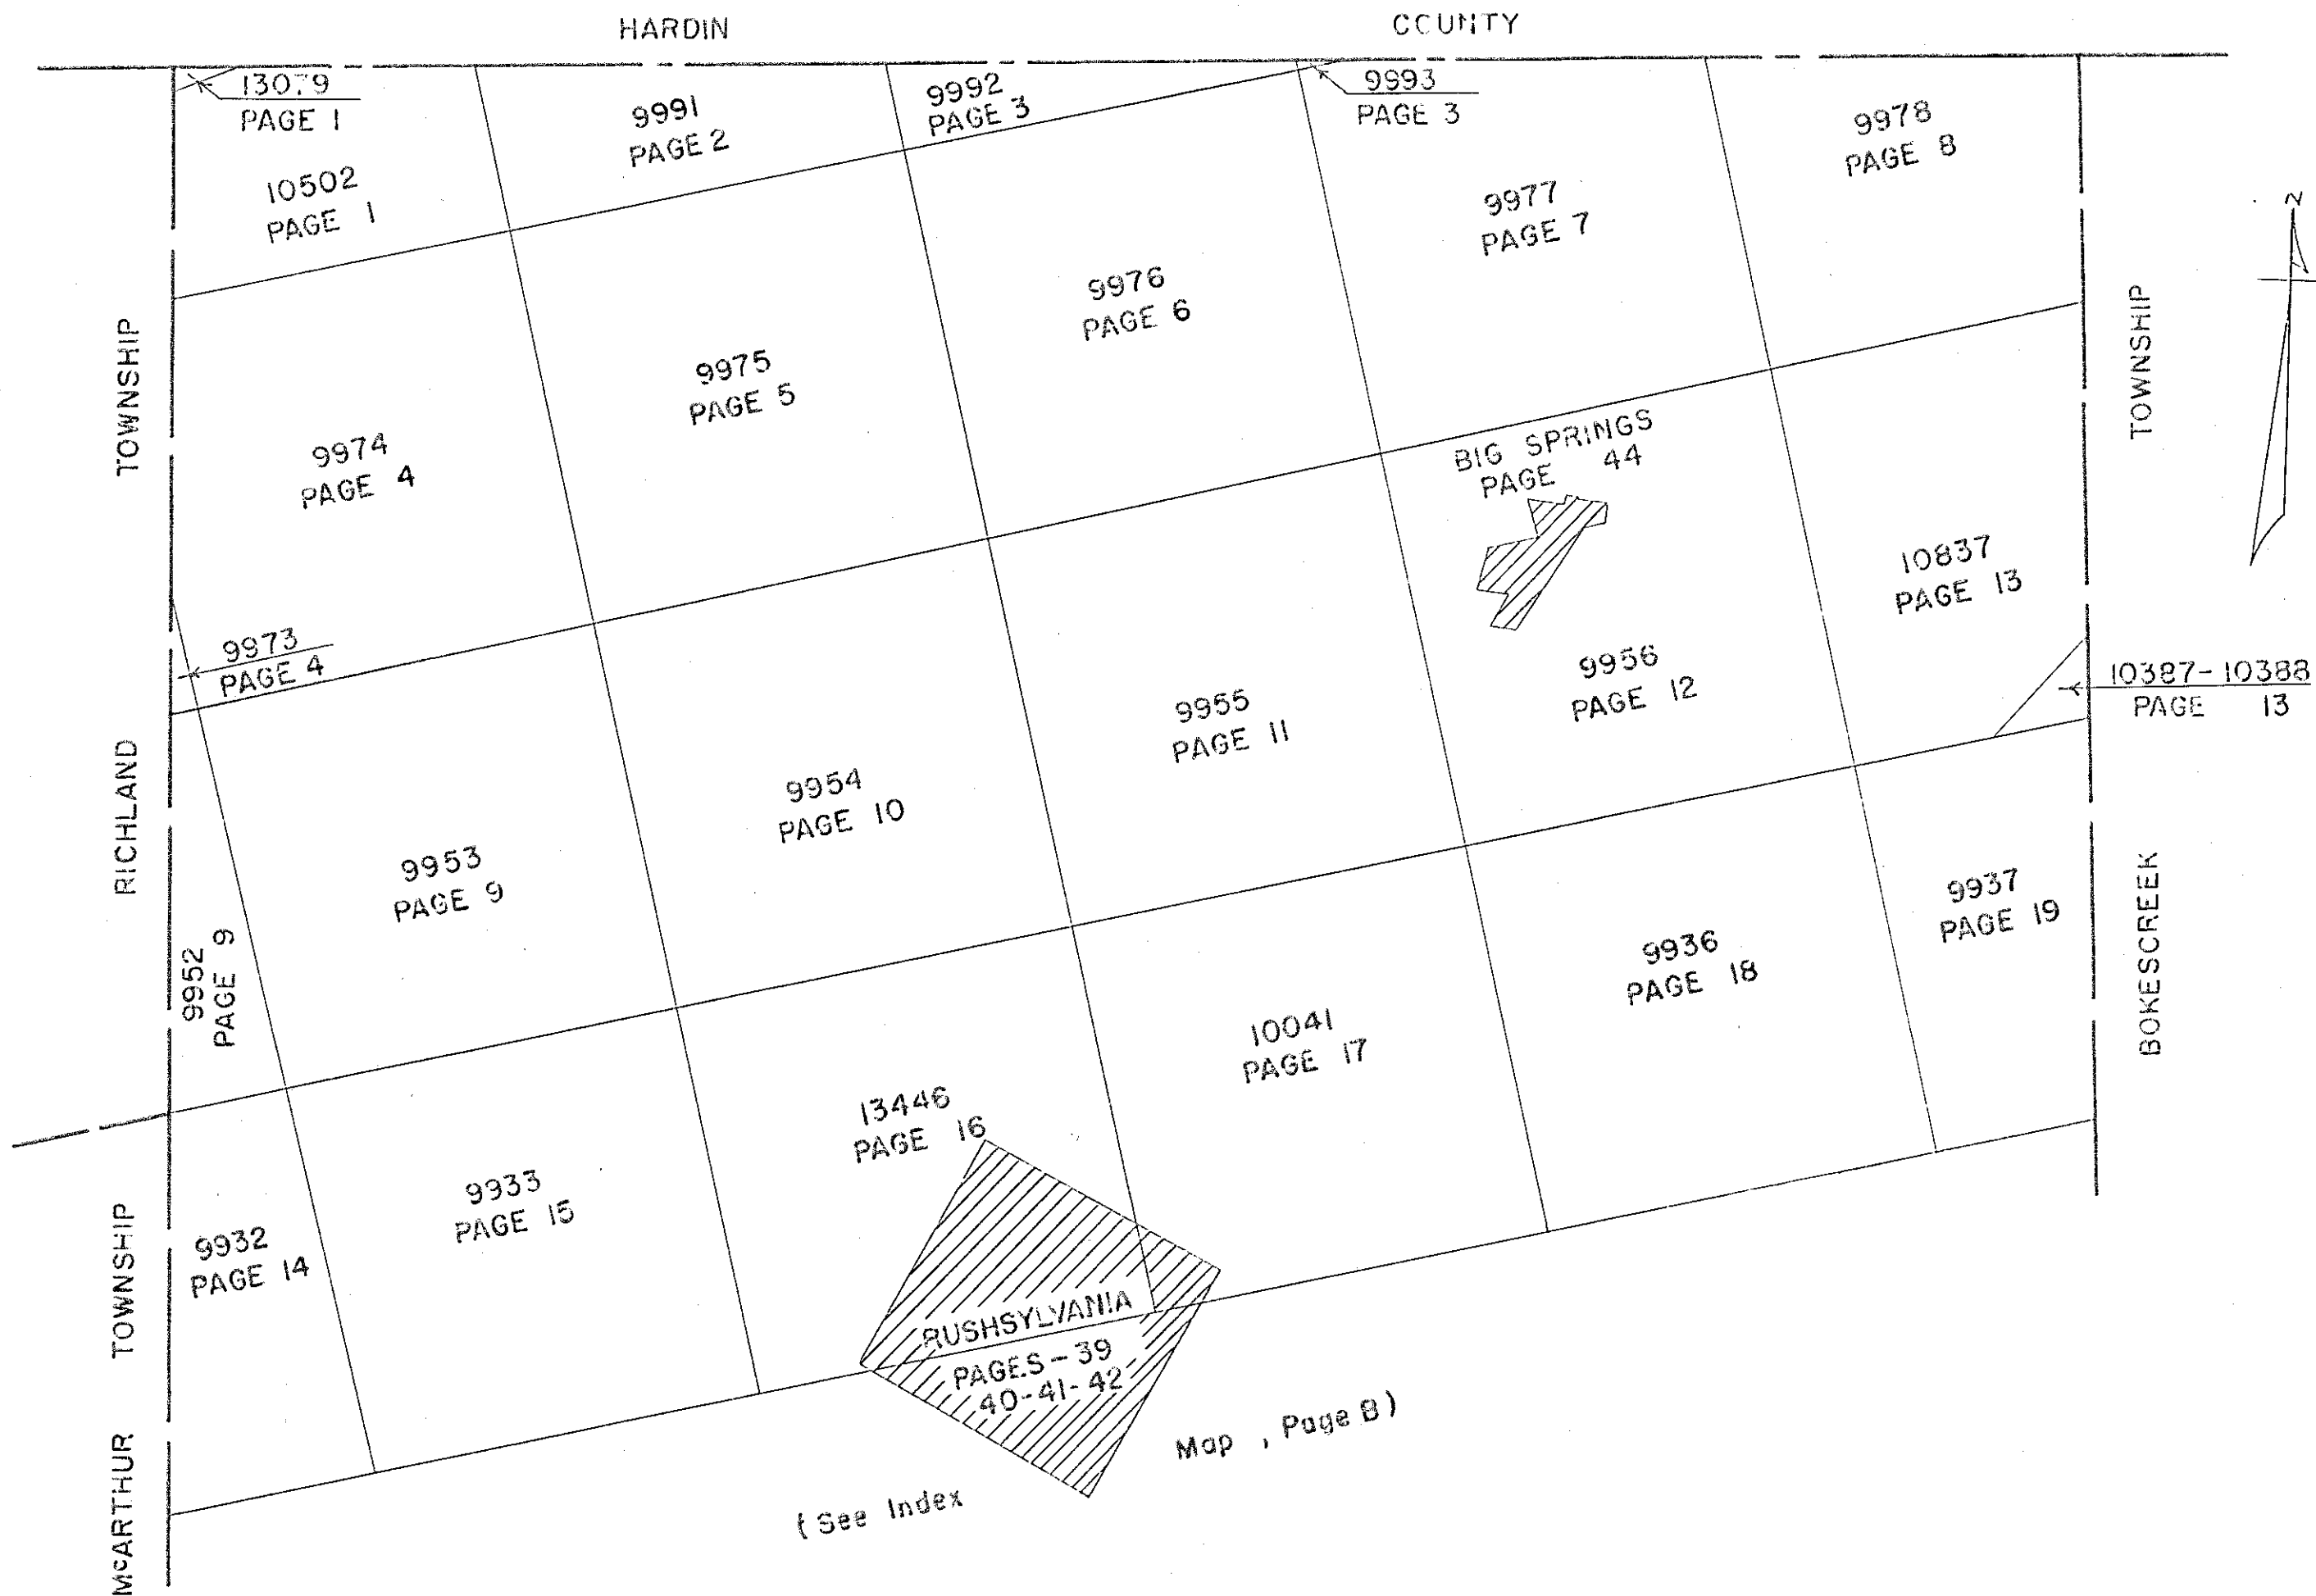 HARDIN COUNTY
13079
PAGE 1
10502
PAGE 1
9991
PAGE 2
9992
PAGE 3
9993
PAGE 3
9978
PAGE 8
9977
PAGE 7
9976
PAGE 6
9975
PAGE 5
9974
PAGE 4
9973
PAGE 4
N
TOWNSHIP
RICHLAND
TOWNSHIP
BOKESCREEK
BIG SPRINGS
PAGE 44
10837
PAGE 13
10387-10388
PAGE 13
9956
PAGE 12
9955
PAGE 11
9954
PAGE 10
9953
PAGE 9
9952
PAGE 9
9937
PAGE 19
9936
PAGE 18
10041
PAGE 17
13446
PAGE 16
9933
PAGE 15
9932
PAGE 14
TOWNSHIP
McARTHUR
RUSHSYLVANIA
PAGES-39
40-41-42
(See Index Map, Page B)